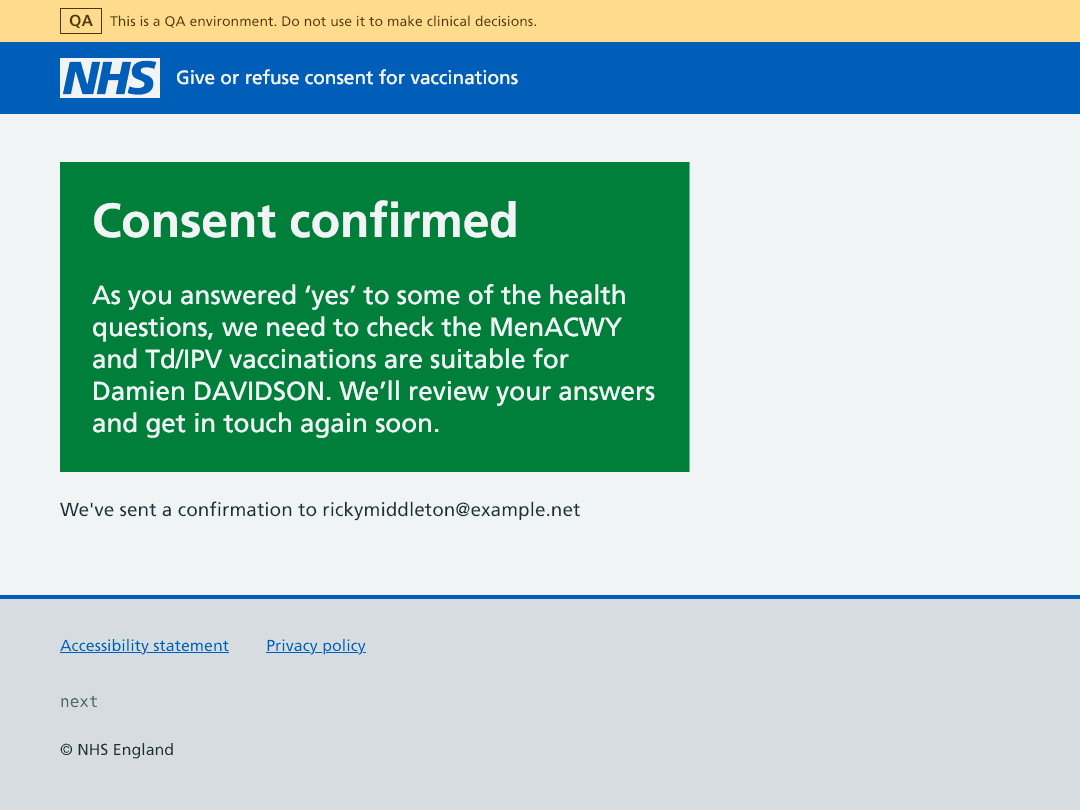 QA This is a QA environment. Do not use it to make clinical decisions.
NHS Give or refuse consent for vaccinations
Consent confirmed
As you answered ‘yes’ to some of the health
questions, we need to check the MenACWY
and Td/IPV vaccinations are suitable for
Damien DAVIDSON. We’ll review your answers
and get in touch again soon.
We've sent a confirmation to rickymiddleton@example.net
Accessibility statement Privacy policy
next
© NHS England